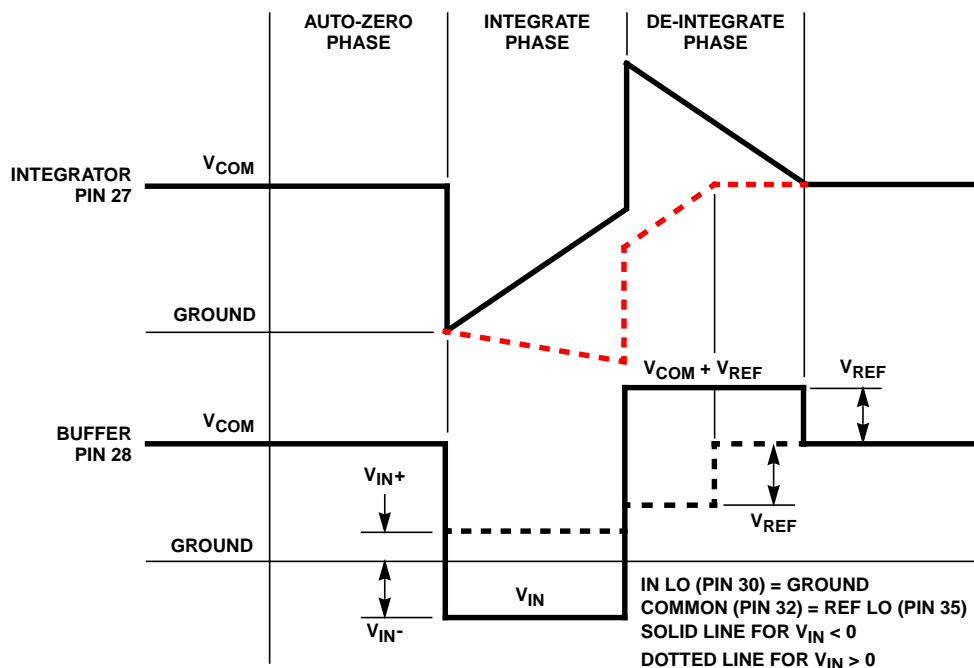 AUTO-ZERO
PHASE
INTEGRATE
PHASE
DE-INTEGRATE
PHASE
INTEGRATOR
PIN 27
VCOM
GROUND
VCOM + VREF
VREF
BUFFER
PIN 28
VCOM
VIN+
VREF
GROUND
VIN
VIN-
IN LO (PIN 30) = GROUND
COMMON (PIN 32) = REF LO (PIN 35)
SOLID LINE FOR VIN < 0
DOTTED LINE FOR VIN > 0